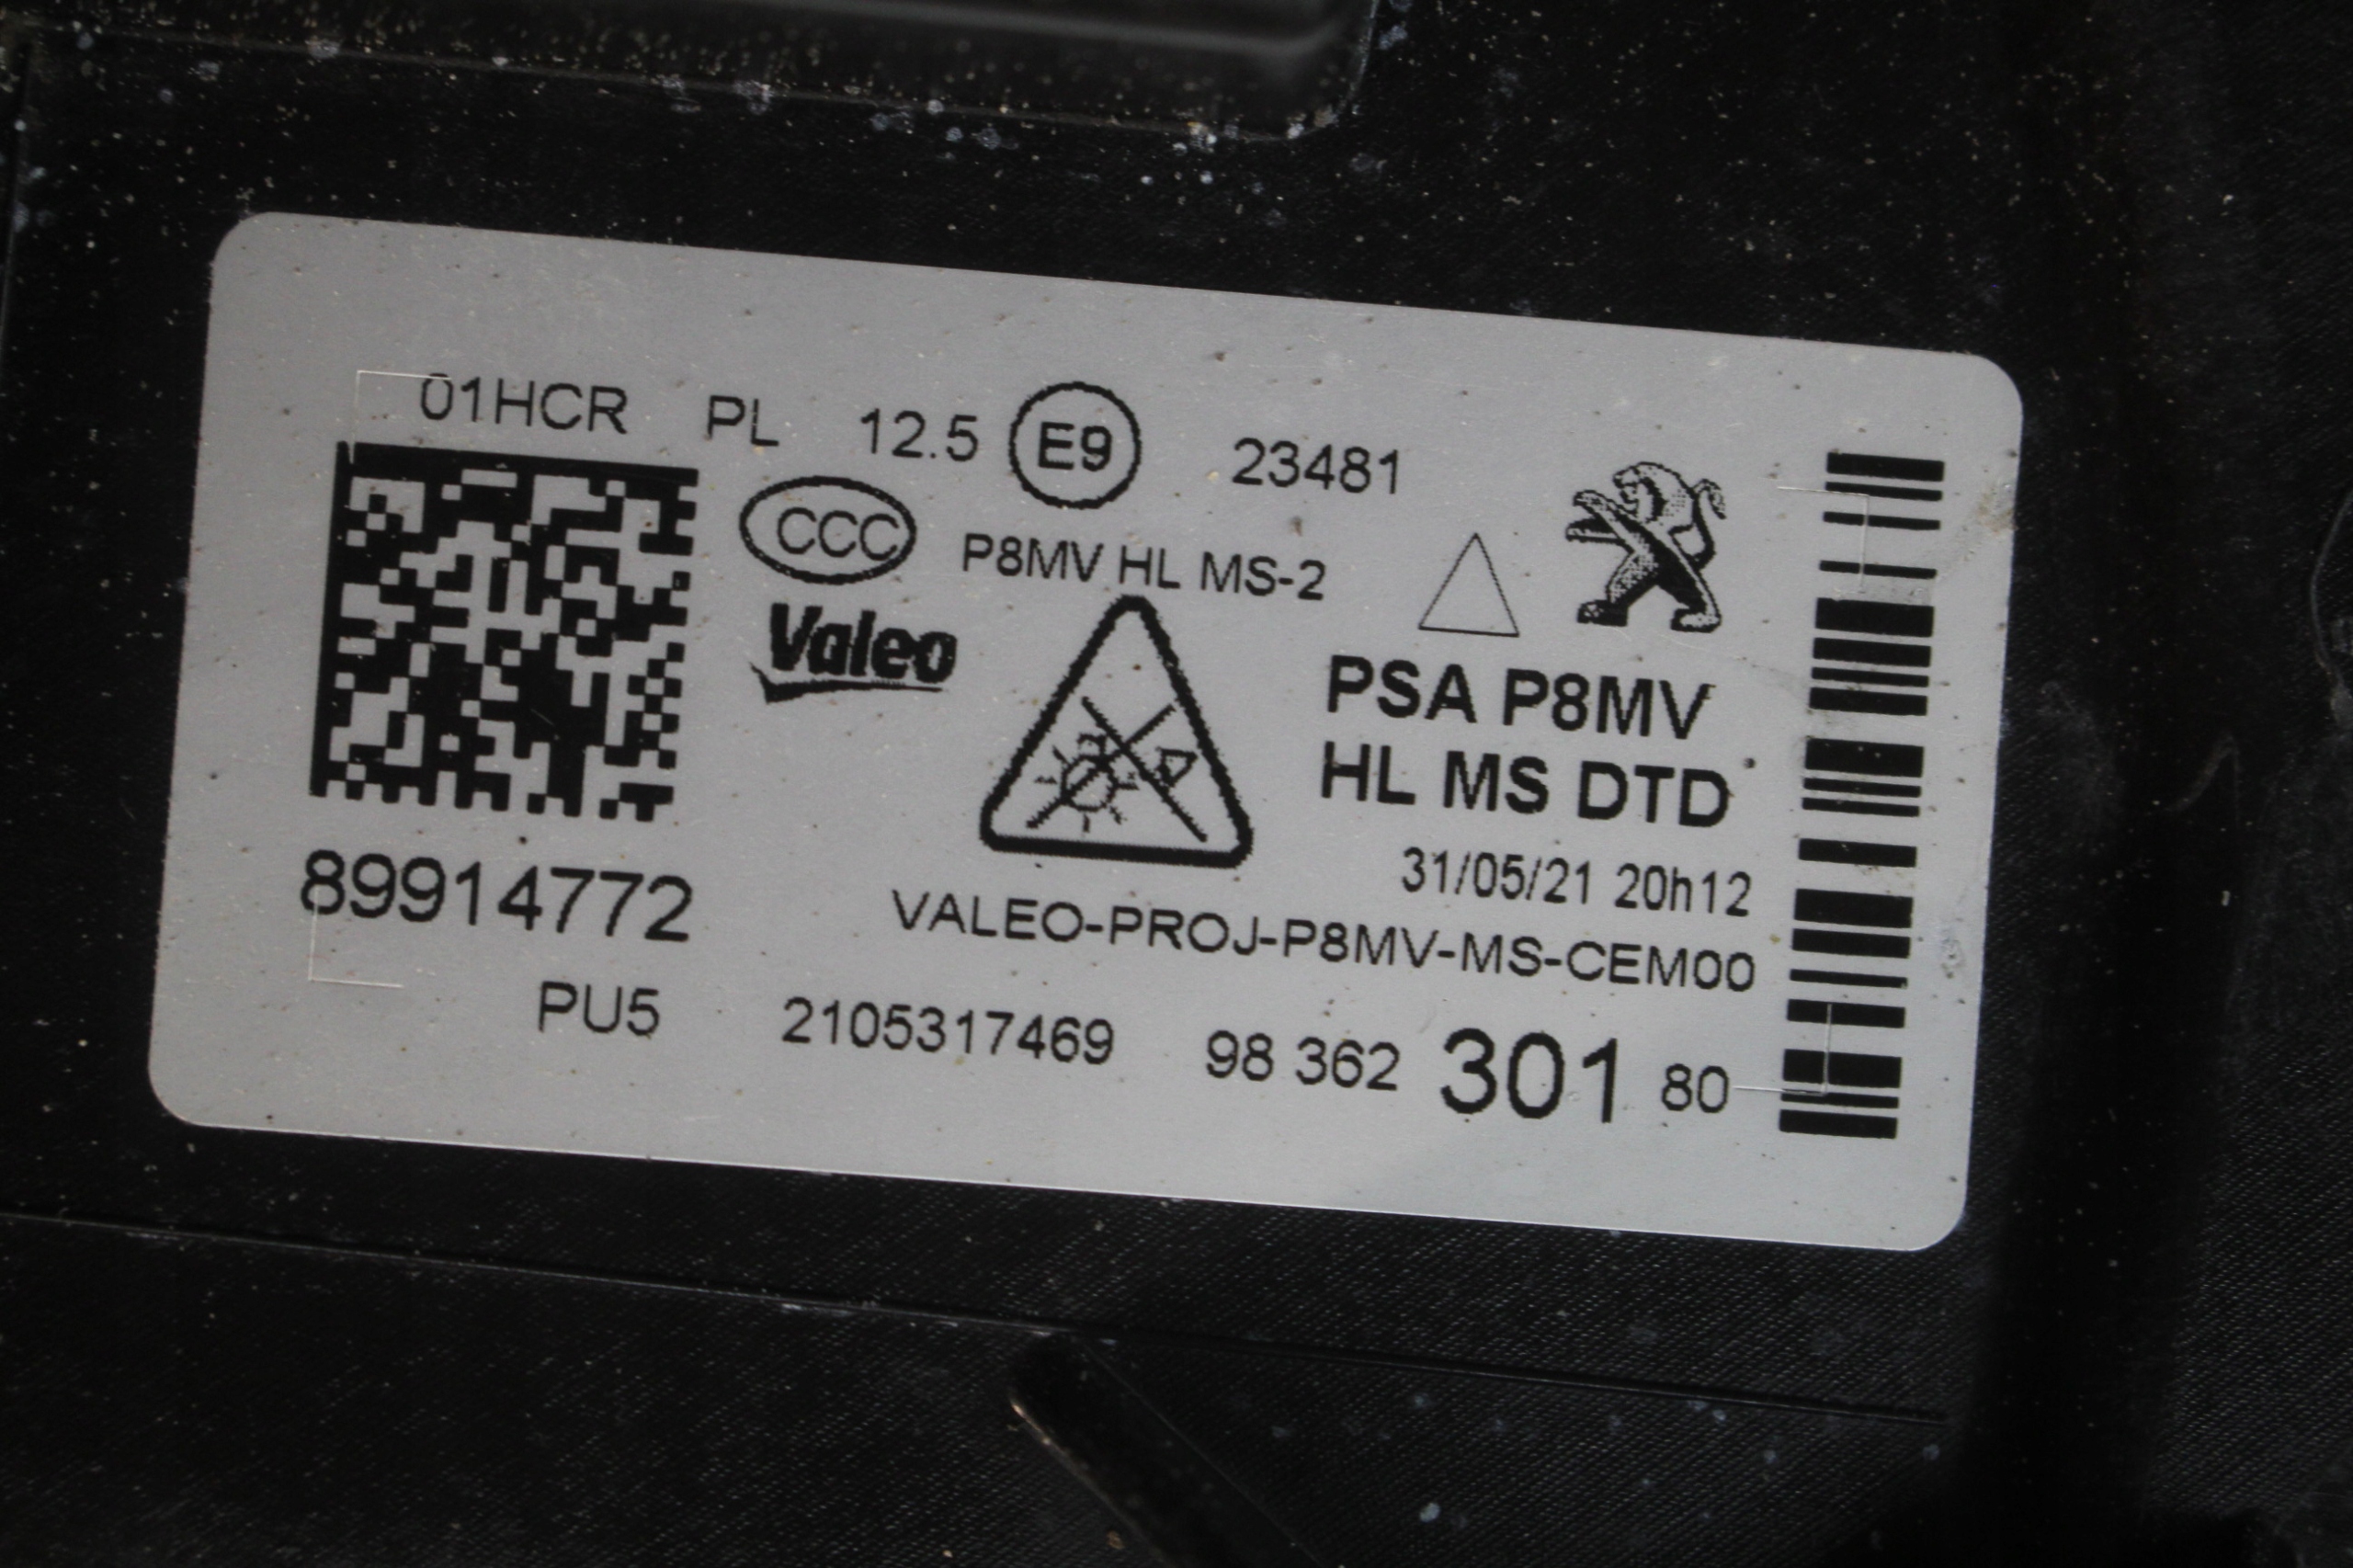 01HCR PL 12.5 E9 23481
CCC P8MV HL MS-2
Valeo
PSA P8MV
HL MS DTD
31/05/21 20h12
89914772
VALEO-PROJ-P8MV-MS-CEM00
PU5 2105317469 98 362 301 80